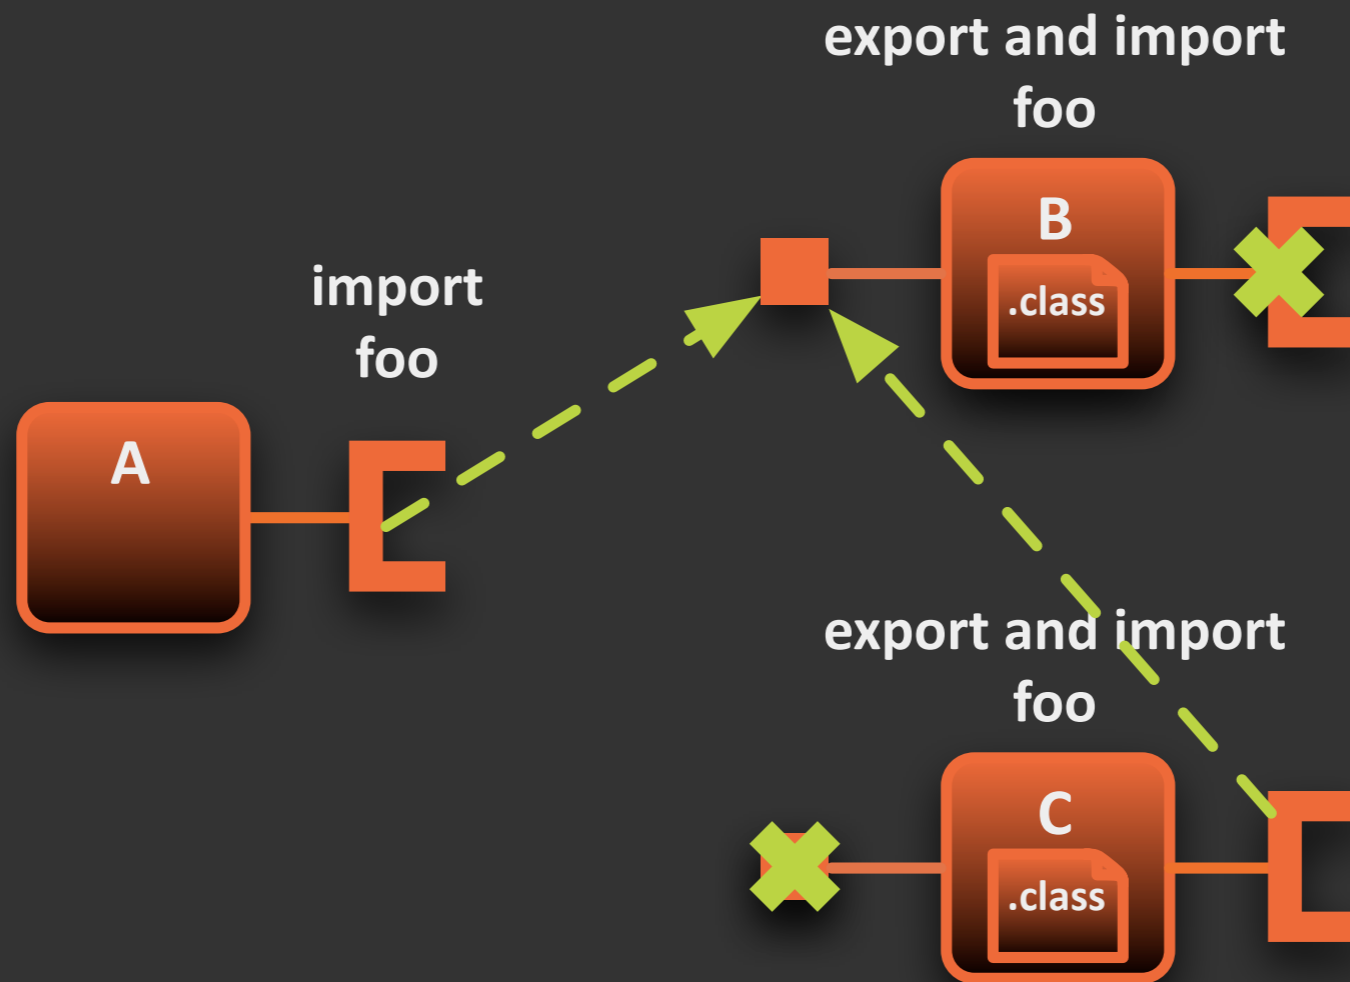 export and import
foo
B
.class
import
foo
A
export and import
foo
C
.class